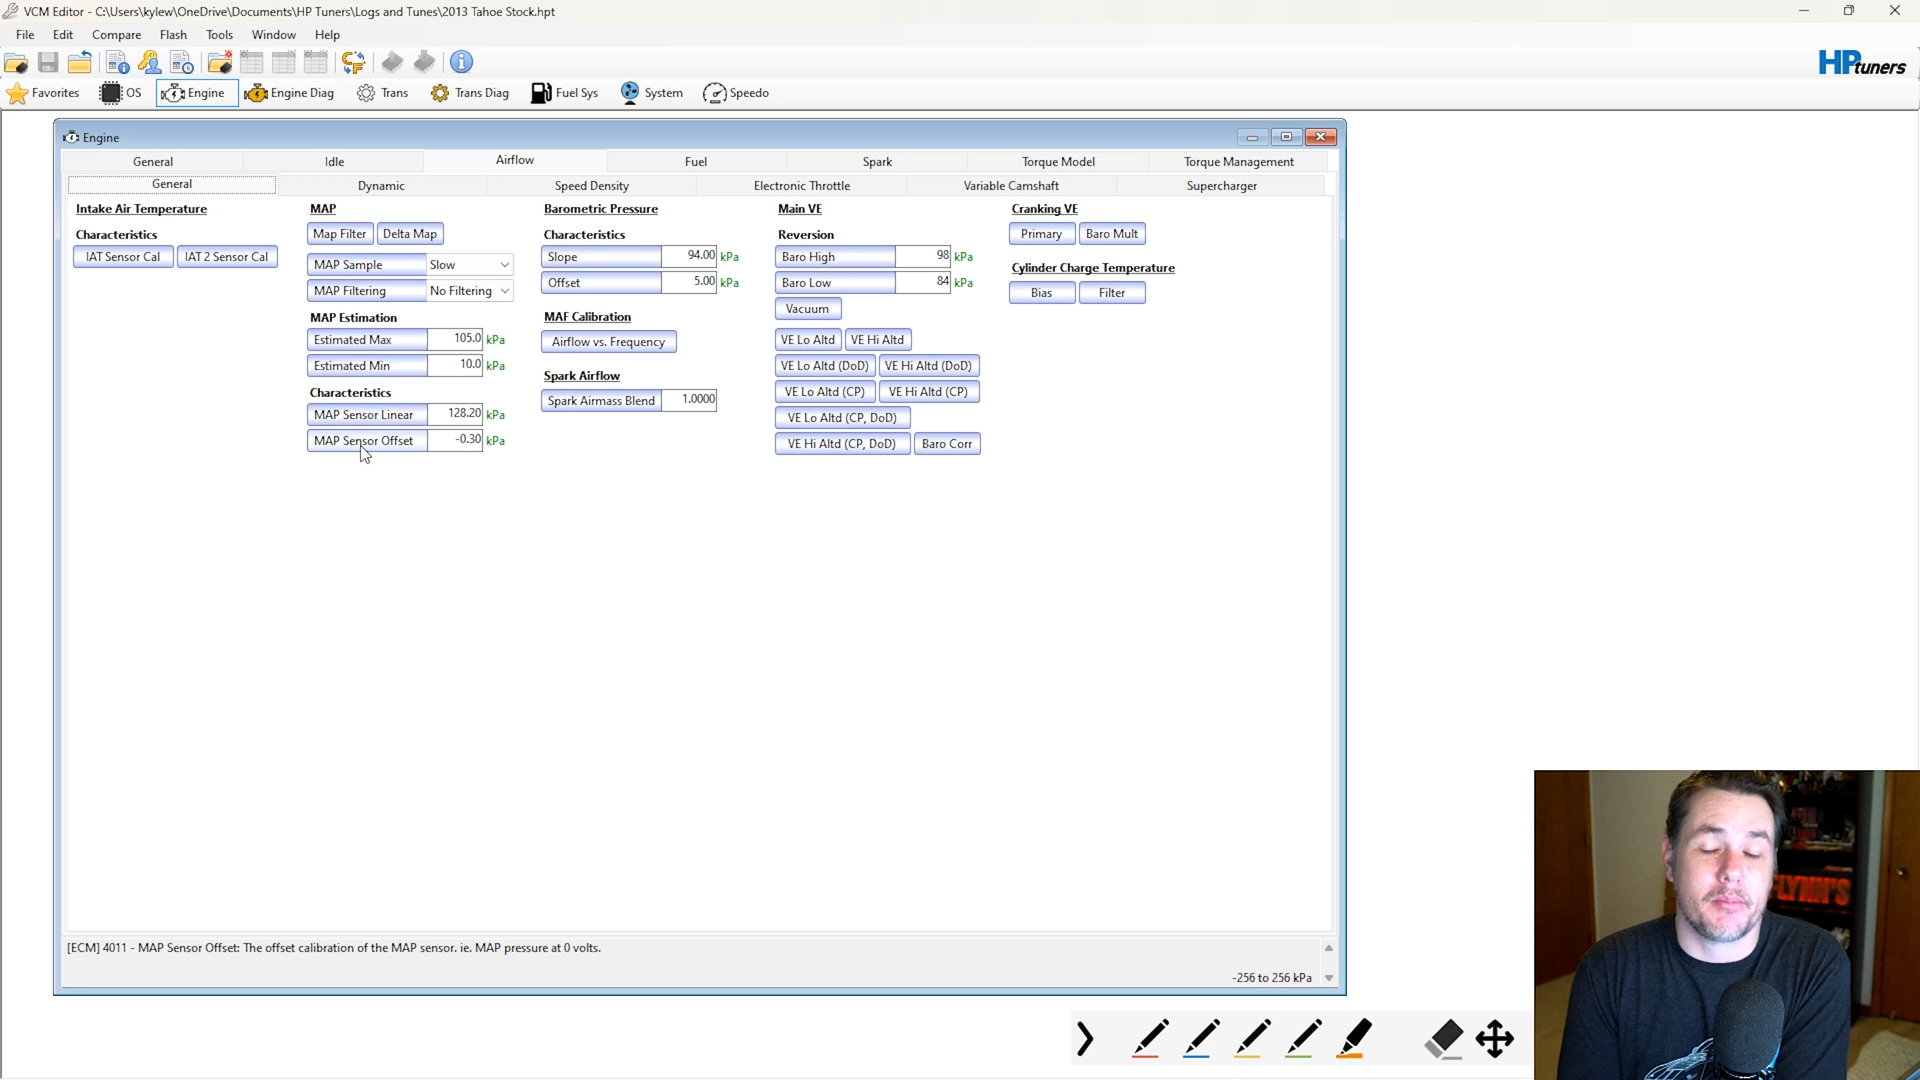 VCM Editor - C:\Users\kylew\OneDrive\Documents\HP Tuners\Logs and Tunes\2013 Tahoe Stock.hpt
File Edit Compare Flash Tools Window Help
HPtuners
Favorites OS Engine Engine Diag Trans Trans Diag Fuel Sys System Speedo
Engine
General Idle Airflow Fuel Spark Torque Model Torque Management
General Dynamic Speed Density Electronic Throttle Variable Camshaft Supercharger
Intake Air Temperature
Characteristics
IAT Sensor Cal IAT 2 Sensor Cal
MAP
Map Filter Delta Map
MAP Sample Slow
MAP Filtering No Filtering
MAP Estimation
Estimated Max 105.0 kPa
Estimated Min 10.0 kPa
Characteristics
MAP Sensor Linear 128.20 kPa
MAP Sensor Offset -0.30 kPa
Barometric Pressure
Characteristics
Slope 94.00 kPa
Offset 5.00 kPa
MAF Calibration
Airflow vs. Frequency
Spark Airflow
Spark Airmass Blend 1.0000
Main VE
Reversion
Baro High 98 kPa
Baro Low 84 kPa
Vacuum
VE Lo Altd VE Hi Altd
VE Lo Altd (DoD) VE Hi Altd (DoD)
VE Lo Altd (CP) VE Hi Altd (CP)
VE Lo Altd (CP, DoD)
VE Hi Altd (CP, DoD) Baro Corr
Cranking VE
Primary Baro Mult
Cylinder Charge Temperature
Bias Filter
[ECM] 4011 - MAP Sensor Offset: The offset calibration of the MAP sensor. ie. MAP pressure at 0 volts.
-256 to 256 kPa
FLYNN'S